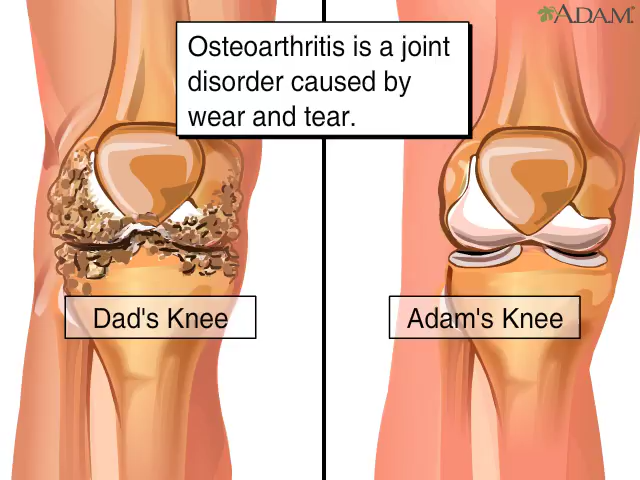 ADAM
Osteoarthritis is a joint
disorder caused by
wear and tear.
Dad's Knee
Adam's Knee